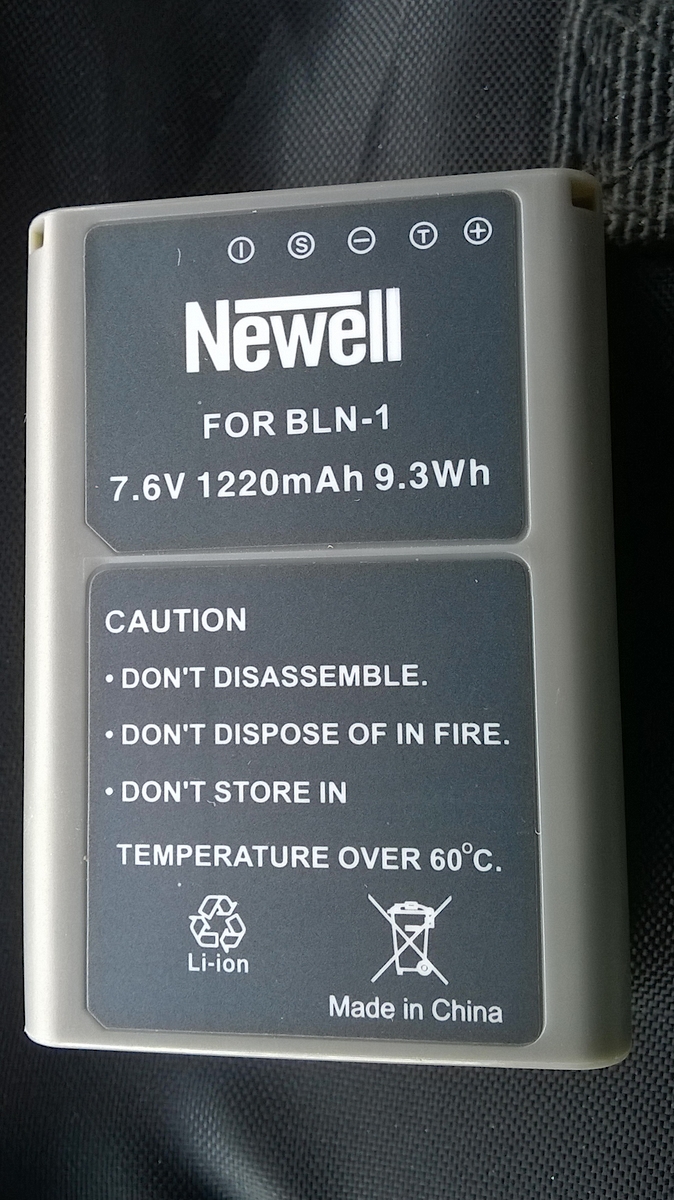 I S − T +
Newell
FOR BLN-1
7.6V 1220mAh 9.3Wh
CAUTION
• DON'T DISASSEMBLE.
• DON'T DISPOSE OF IN FIRE.
• DON'T STORE IN
TEMPERATURE OVER 60°C.
Li-ion
Made in China